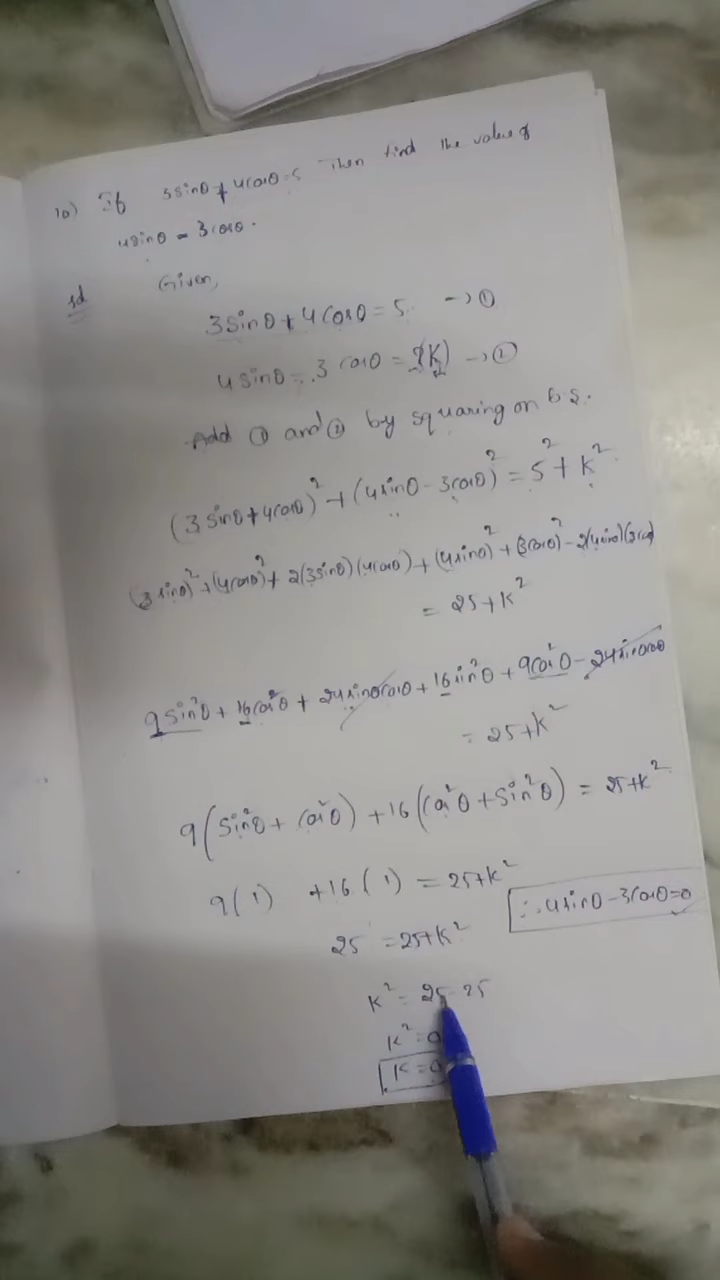 10) If 3sinθ+4cosθ=5 Then find the value of
4sinθ - 3cosθ.
sol Given,
3sinθ+4cosθ=5. → ①
4sinθ - 3cosθ = ?(K) → ②
Add ① and ② by squaring on b.s.
(3sinθ+4cosθ)² + (4sinθ - 3cosθ)² = 5² + K²
(3sinθ)² + (4cosθ)² + 2(3sinθ)(4cosθ) + (4sinθ)² + (3cosθ)² - 2(4sinθ)(3cosθ)
= 25+K²
9sin²θ + 16cos²θ + 24sinθcosθ + 16sin²θ + 9cos²θ - 24sinθcosθ
= 25+K²
9(sin²θ + cos²θ) + 16(cos²θ + sin²θ) = 25+K²
9(1) +16(1) = 25+K²
∴ 4sinθ - 3cosθ=0
25 = 25+K²
K² = 25-25
K² = 0
K = 0